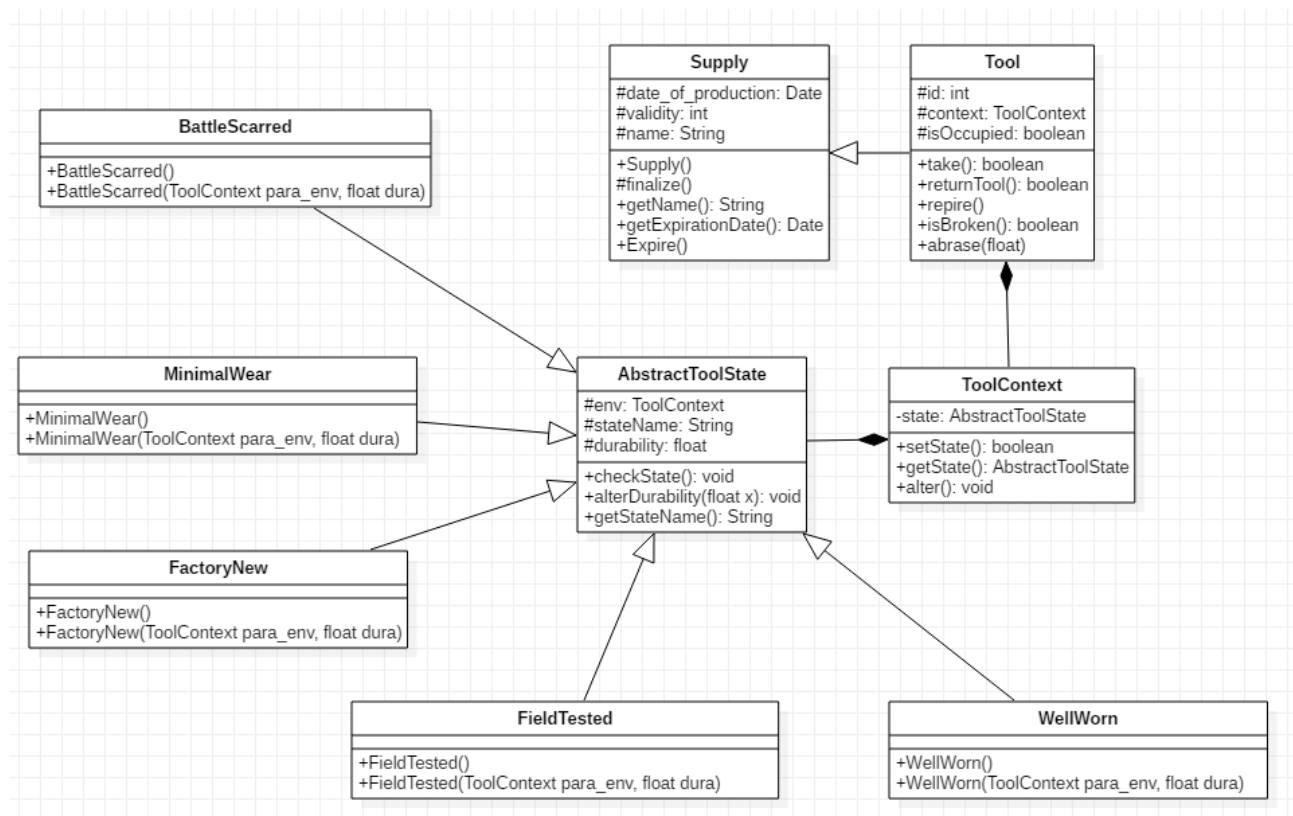 Supply
#date_of_production: Date
#validity: int
#name: String
+Supply()
#finalize()
+getName(): String
+getExpirationDate(): Date
+Expire()
Tool
#id: int
#context: ToolContext
#isOccupied: boolean
+take(): boolean
+returnTool(): boolean
+repire()
+isBroken(): boolean
+abrase(float)
BattleScarred
+BattleScarred()
+BattleScarred(ToolContext para_env, float dura)
MinimalWear
+MinimalWear()
+MinimalWear(ToolContext para_env, float dura)
AbstractToolState
#env: ToolContext
#stateName: String
#durability: float
+checkState(): void
+alterDurability(float x): void
+getStateName(): String
ToolContext
-state: AbstractToolState
+setState(): boolean
+getState(): AbstractToolState
+alter(): void
FactoryNew
+FactoryNew()
+FactoryNew(ToolContext para_env, float dura)
FieldTested
+FieldTested()
+FieldTested(ToolContext para_env, float dura)
WellWorn
+WellWorn()
+WellWorn(ToolContext para_env, float dura)